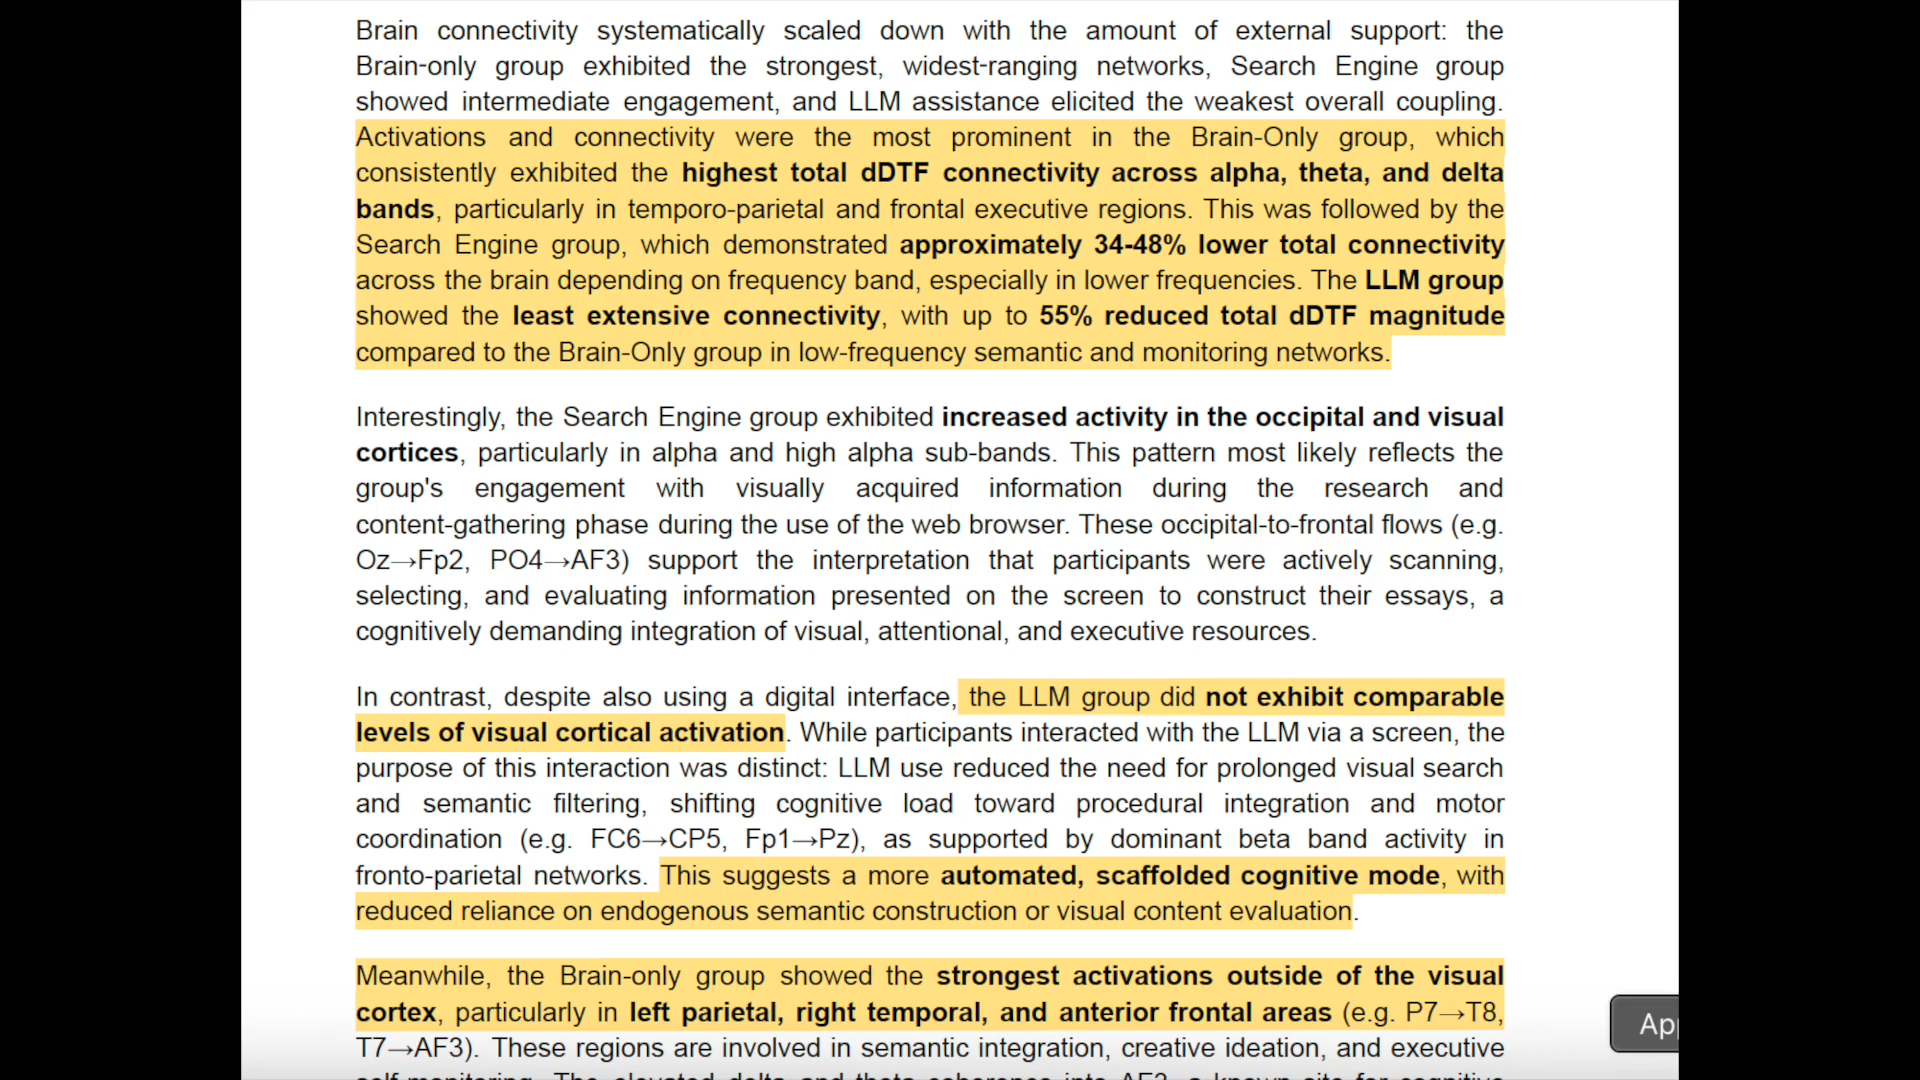 Brain connectivity systematically scaled down with the amount of external support: the
Brain-only group exhibited the strongest, widest-ranging networks, Search Engine group
showed intermediate engagement, and LLM assistance elicited the weakest overall coupling.
Activations and connectivity were the most prominent in the Brain-Only group, which
consistently exhibited the highest total dDTF connectivity across alpha, theta, and delta
bands, particularly in temporo-parietal and frontal executive regions. This was followed by the
Search Engine group, which demonstrated approximately 34-48% lower total connectivity
across the brain depending on frequency band, especially in lower frequencies. The LLM group
showed the least extensive connectivity, with up to 55% reduced total dDTF magnitude
compared to the Brain-Only group in low-frequency semantic and monitoring networks.
Interestingly, the Search Engine group exhibited increased activity in the occipital and visual
cortices, particularly in alpha and high alpha sub-bands. This pattern most likely reflects the
group's engagement with visually acquired information during the research and
content-gathering phase during the use of the web browser. These occipital-to-frontal flows (e.g.
Oz→Fp2, PO4→AF3) support the interpretation that participants were actively scanning,
selecting, and evaluating information presented on the screen to construct their essays, a
cognitively demanding integration of visual, attentional, and executive resources.
In contrast, despite also using a digital interface, the LLM group did not exhibit comparable
levels of visual cortical activation. While participants interacted with the LLM via a screen, the
purpose of this interaction was distinct: LLM use reduced the need for prolonged visual search
and semantic filtering, shifting cognitive load toward procedural integration and motor
coordination (e.g. FC6→CP5, Fp1→Pz), as supported by dominant beta band activity in
fronto-parietal networks. This suggests a more automated, scaffolded cognitive mode, with
reduced reliance on endogenous semantic construction or visual content evaluation.
Meanwhile, the Brain-only group showed the strongest activations outside of the visual
cortex, particularly in left parietal, right temporal, and anterior frontal areas (e.g. P7→T8,
T7→AF3). These regions are involved in semantic integration, creative ideation, and executive